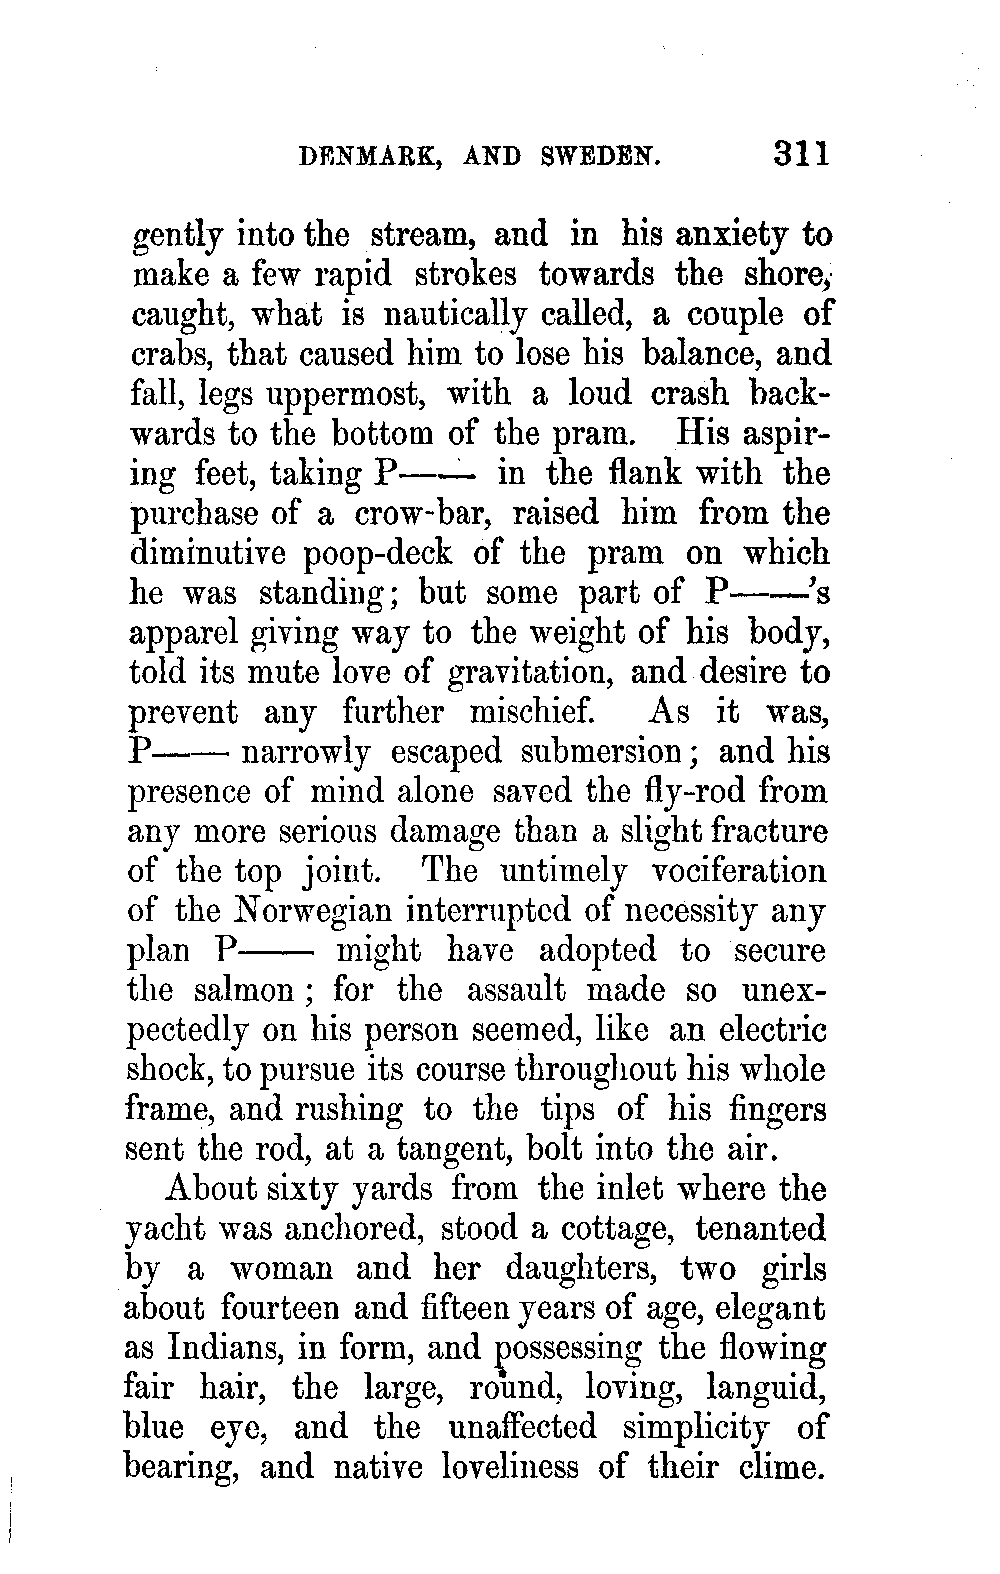 DENMARK, AND SWEDEN. 311
gently into the stream, and in his anxiety to
make a few rapid strokes towards the shore,
caught, what is nautically called, a couple of
crabs, that caused him to lose his balance, and
fall, legs uppermost, with a loud crash back-
wards to the bottom of the pram. His aspir-
ing feet, taking P—— in the flank with the
purchase of a crow-bar, raised him from the
diminutive poop-deck of the pram on which
he was standing; but some part of P——'s
apparel giving way to the weight of his body,
told its mute love of gravitation, and desire to
prevent any further mischief. As it was,
P—— narrowly escaped submersion; and his
presence of mind alone saved the fly-rod from
any more serious damage than a slight fracture
of the top joint. The untimely vociferation
of the Norwegian interrupted of necessity any
plan P—— might have adopted to secure
the salmon; for the assault made so unex-
pectedly on his person seemed, like an electric
shock, to pursue its course throughout his whole
frame, and rushing to the tips of his fingers
sent the rod, at a tangent, bolt into the air.
About sixty yards from the inlet where the
yacht was anchored, stood a cottage, tenanted
by a woman and her daughters, two girls
about fourteen and fifteen years of age, elegant
as Indians, in form, and possessing the flowing
fair hair, the large, round, loving, languid,
blue eye, and the unaffected simplicity of
bearing, and native loveliness of their clime.